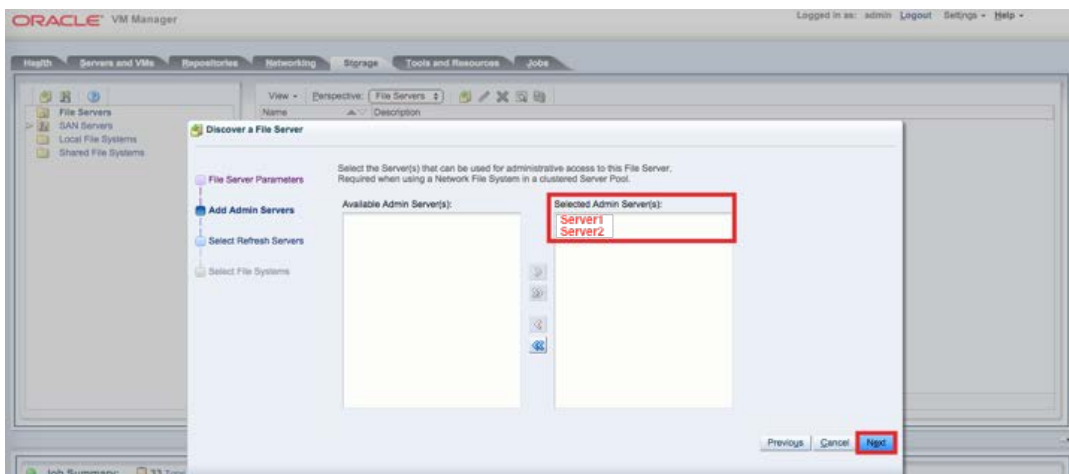 ORACLE VM Manager
Logged in as: admin Logout Settings Help
Health Servers and VMs Repositories Networking Storage Tools and Resources Jobs
View Perspective: File Servers
File Servers
Name Description
SAN Servers
Local File Systems
Shared File Systems
Discover a File Server
Select the Server(s) that can be used for administrative access to this File Server.
Required when using a Network File System in a clustered Server Pool.
File Server Parameters
Add Admin Servers
Select Refresh Servers
Select File Systems
Available Admin Server(s):
Selected Admin Server(s):
Server1
Server2
Previous Cancel Next
Job Summary: 33